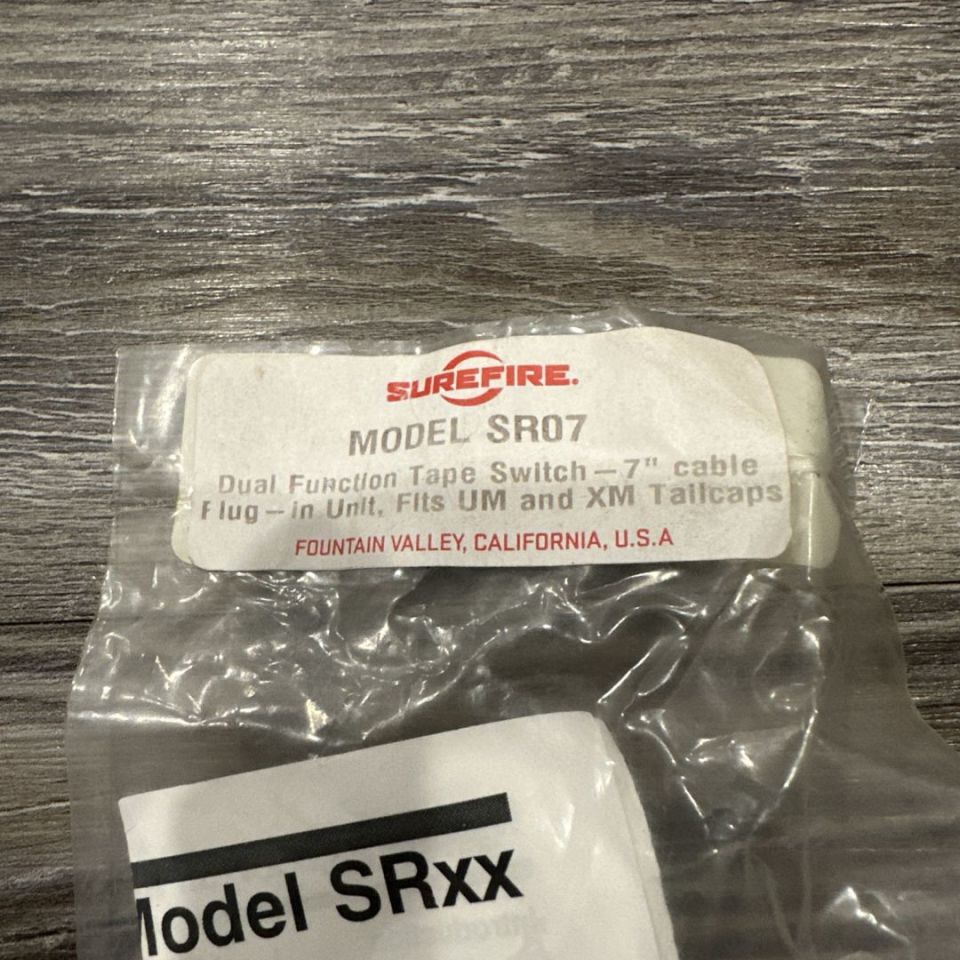 SUREFIRE®
MODEL SR07
Dual Function Tape Switch — 7" cable
Plug — in Unit, Fits UM and XM Tailcaps
FOUNTAIN VALLEY, CALIFORNIA, U.S.A
Model SRxx